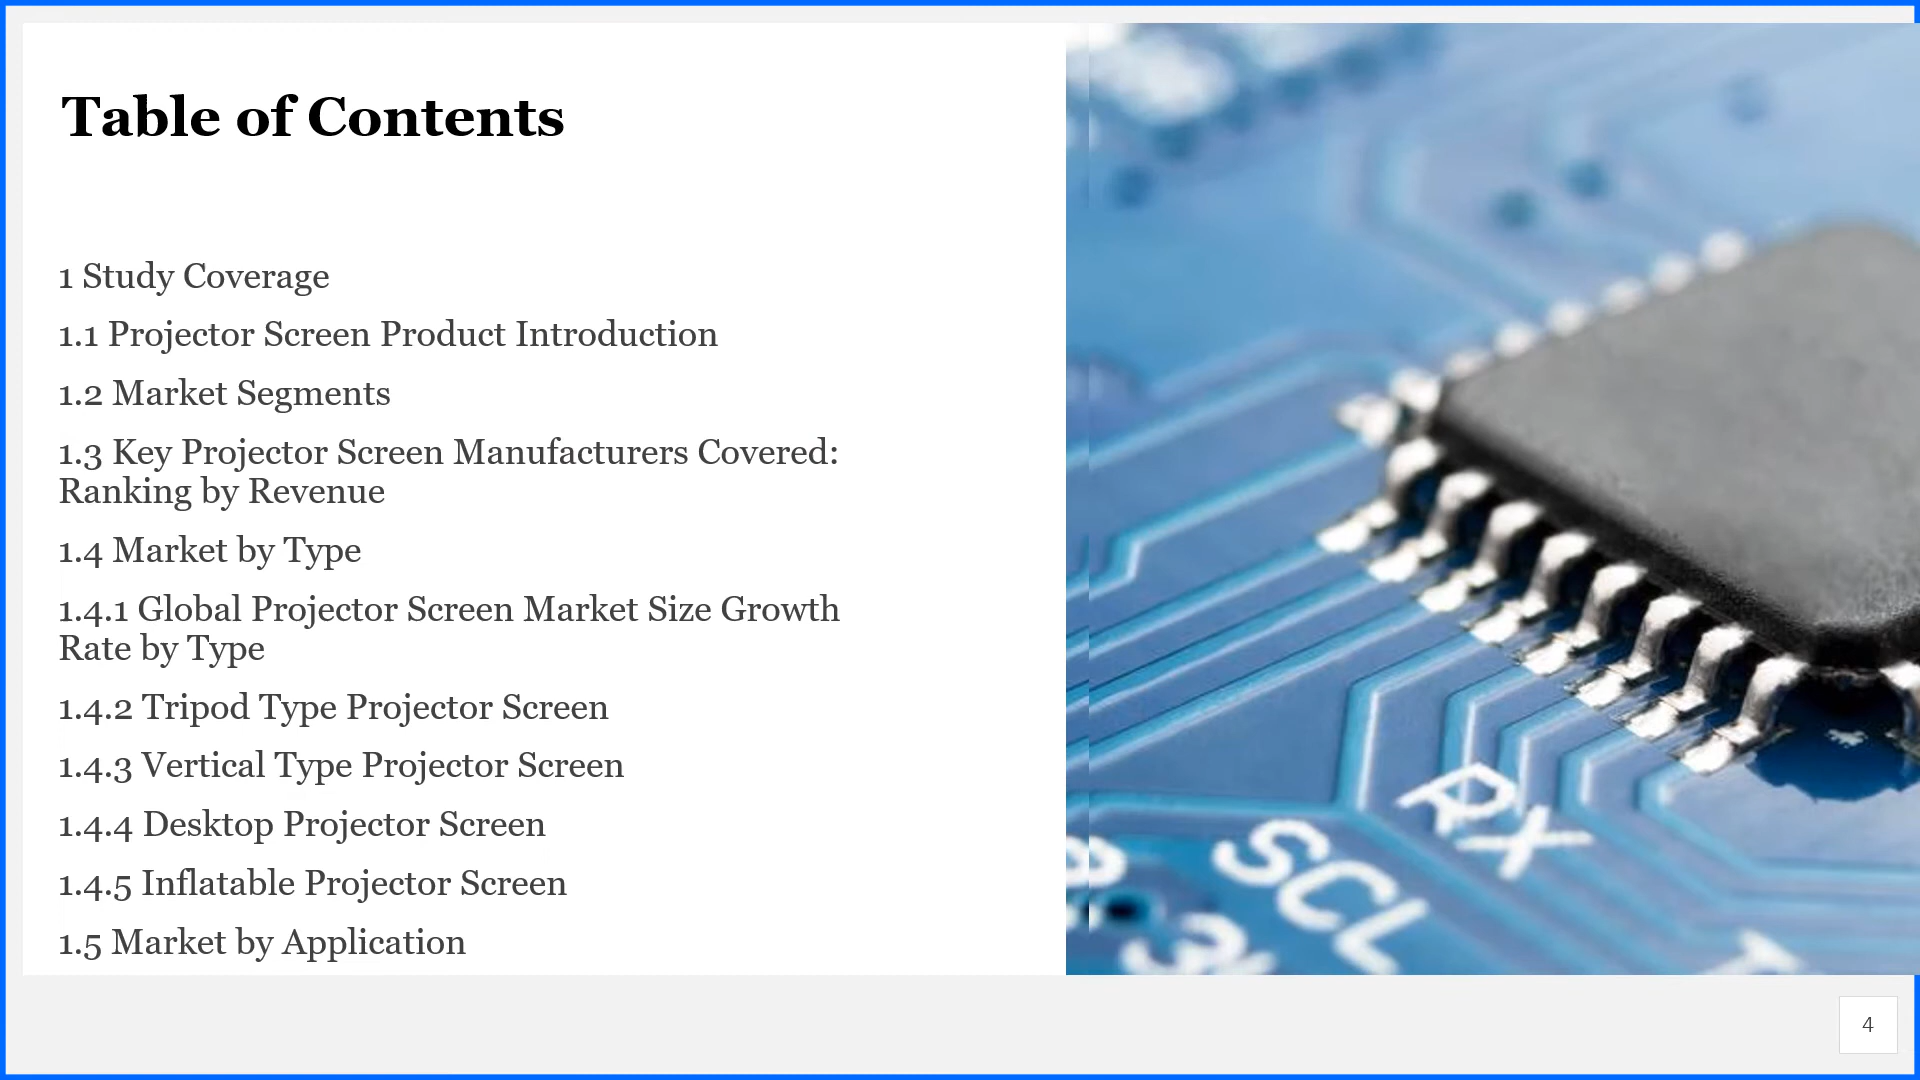 Table of Contents
1 Study Coverage
1.1 Projector Screen Product Introduction
1.2 Market Segments
1.3 Key Projector Screen Manufacturers Covered:
Ranking by Revenue
1.4 Market by Type
1.4.1 Global Projector Screen Market Size Growth
Rate by Type
1.4.2 Tripod Type Projector Screen
1.4.3 Vertical Type Projector Screen
1.4.4 Desktop Projector Screen
1.4.5 Inflatable Projector Screen
1.5 Market by Application
RX
SCL
4